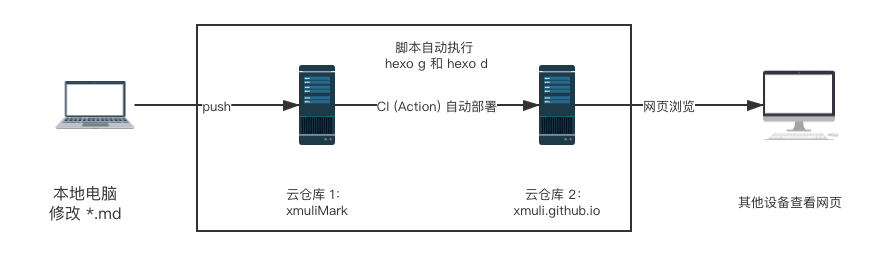 脚本自动执行
hexo g 和 hexo d
push
CI (Action) 自动部署
网页浏览
本地电脑
修改 *.md
云仓库 1:
xmuliMark
云仓库 2:
xmuli.github.io
其他设备查看网页